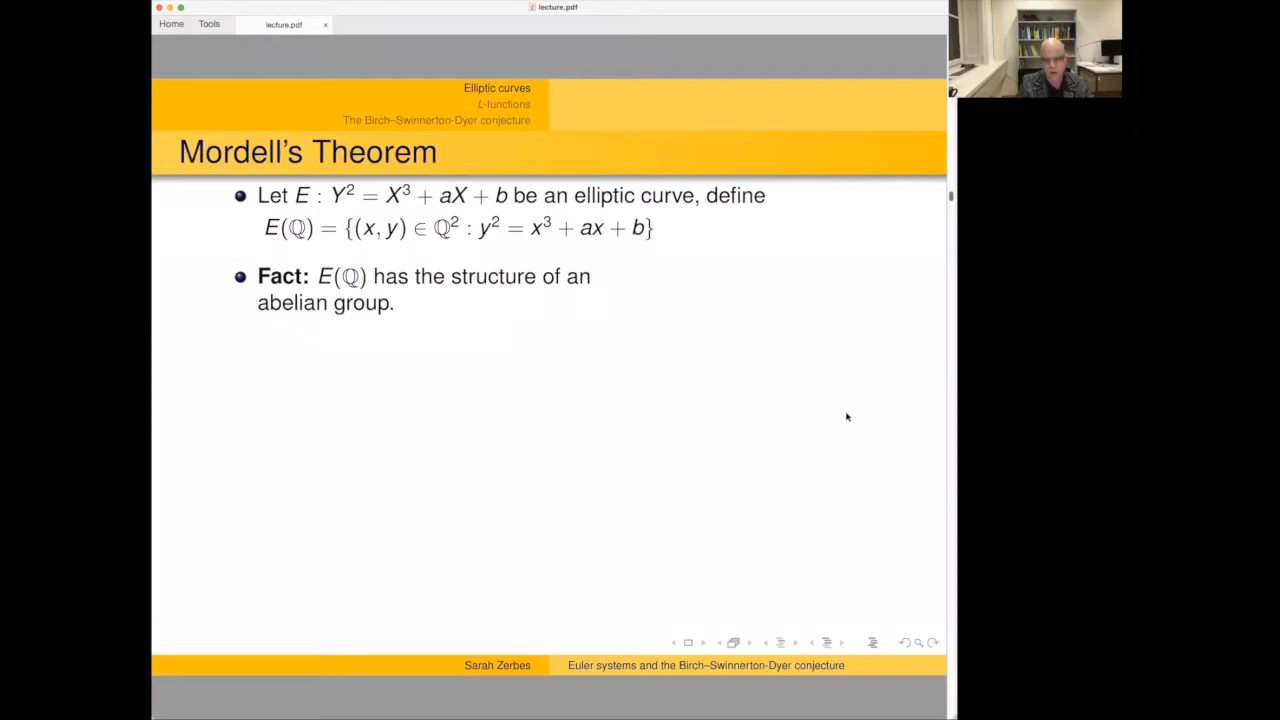 lecture.pdf
Home Tools lecture.pdf ×
Elliptic curves
L-functions
The Birch–Swinnerton-Dyer conjecture
Mordell's Theorem
Let E : Y² = X³ + aX + b be an elliptic curve, define
E(ℚ) = {(x, y) ∈ ℚ² : y² = x³ + ax + b}
Fact: E(ℚ) has the structure of an
abelian group.
Sarah Zerbes Euler systems and the Birch–Swinnerton-Dyer conjecture